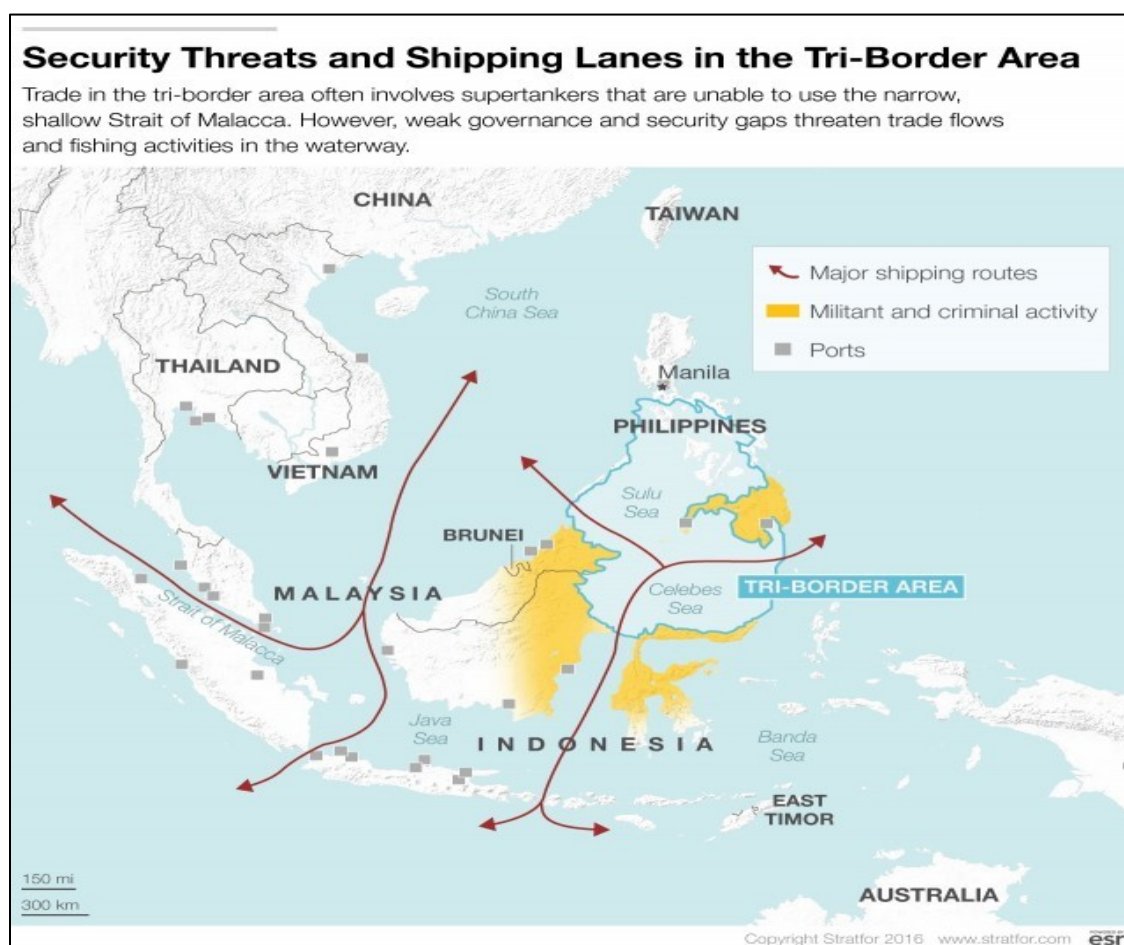 Security Threats and Shipping Lanes in the Tri-Border Area
Trade in the tri-border area often involves supertankers that are unable to use the narrow,
shallow Strait of Malacca. However, weak governance and security gaps threaten trade flows
and fishing activities in the waterway.
CHINA
TAIWAN
Major shipping routes
Militant and criminal activity
Ports
South
China Sea
THAILAND
Manila
PHILIPPINES
VIETNAM
Sulu
Sea
BRUNEI
MALAYSIA
Celebes
Sea
TRI-BORDER AREA
Strait of Malacca
Java
Sea
INDONESIA
Banda
Sea
EAST
TIMOR
150 mi
300 km
AUSTRALIA
Copyright Stratfor 2016 www.stratfor.com